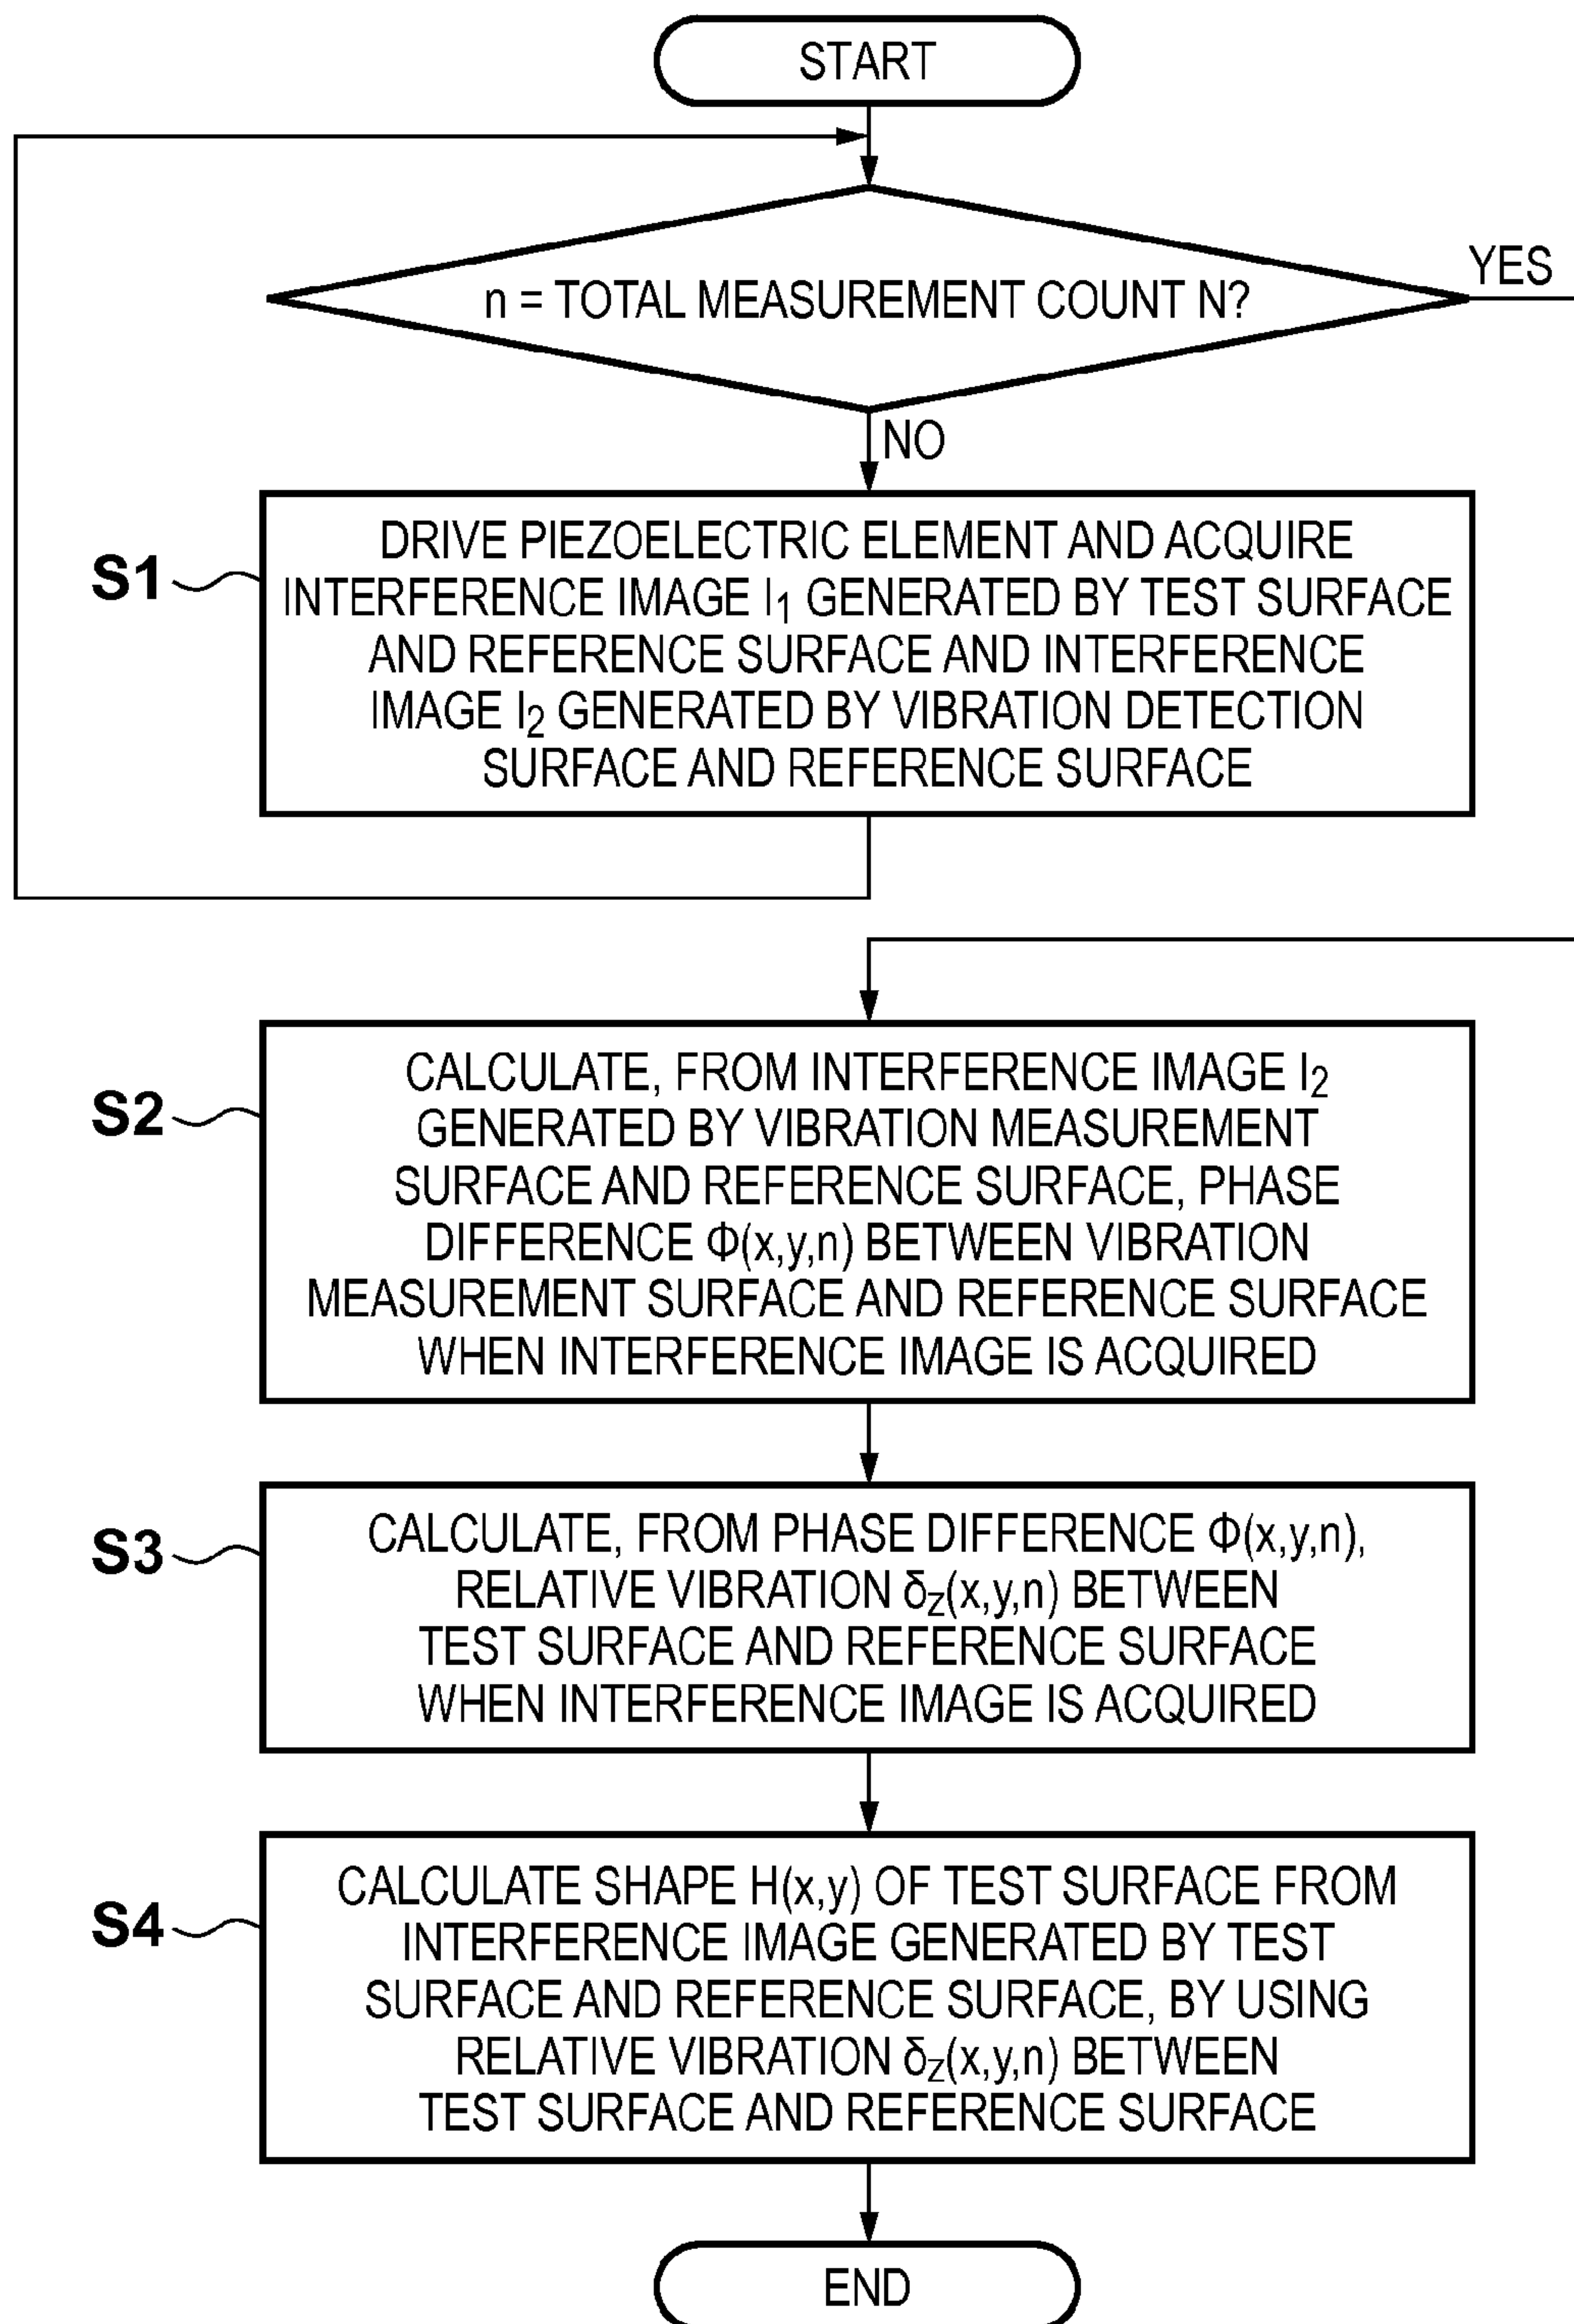 START
n = TOTAL MEASUREMENT COUNT N?
YES
NO
S1
DRIVE PIEZOELECTRIC ELEMENT AND ACQUIRE
INTERFERENCE IMAGE I₁ GENERATED BY TEST SURFACE
AND REFERENCE SURFACE AND INTERFERENCE
IMAGE I₂ GENERATED BY VIBRATION DETECTION
SURFACE AND REFERENCE SURFACE
S2
CALCULATE, FROM INTERFERENCE IMAGE I₂
GENERATED BY VIBRATION MEASUREMENT
SURFACE AND REFERENCE SURFACE, PHASE
DIFFERENCE Φ(x,y,n) BETWEEN VIBRATION
MEASUREMENT SURFACE AND REFERENCE SURFACE
WHEN INTERFERENCE IMAGE IS ACQUIRED
S3
CALCULATE, FROM PHASE DIFFERENCE Φ(x,y,n),
RELATIVE VIBRATION δz(x,y,n) BETWEEN
TEST SURFACE AND REFERENCE SURFACE
WHEN INTERFERENCE IMAGE IS ACQUIRED
S4
CALCULATE SHAPE H(x,y) OF TEST SURFACE FROM
INTERFERENCE IMAGE GENERATED BY TEST
SURFACE AND REFERENCE SURFACE, BY USING
RELATIVE VIBRATION δz(x,y,n) BETWEEN
TEST SURFACE AND REFERENCE SURFACE
END